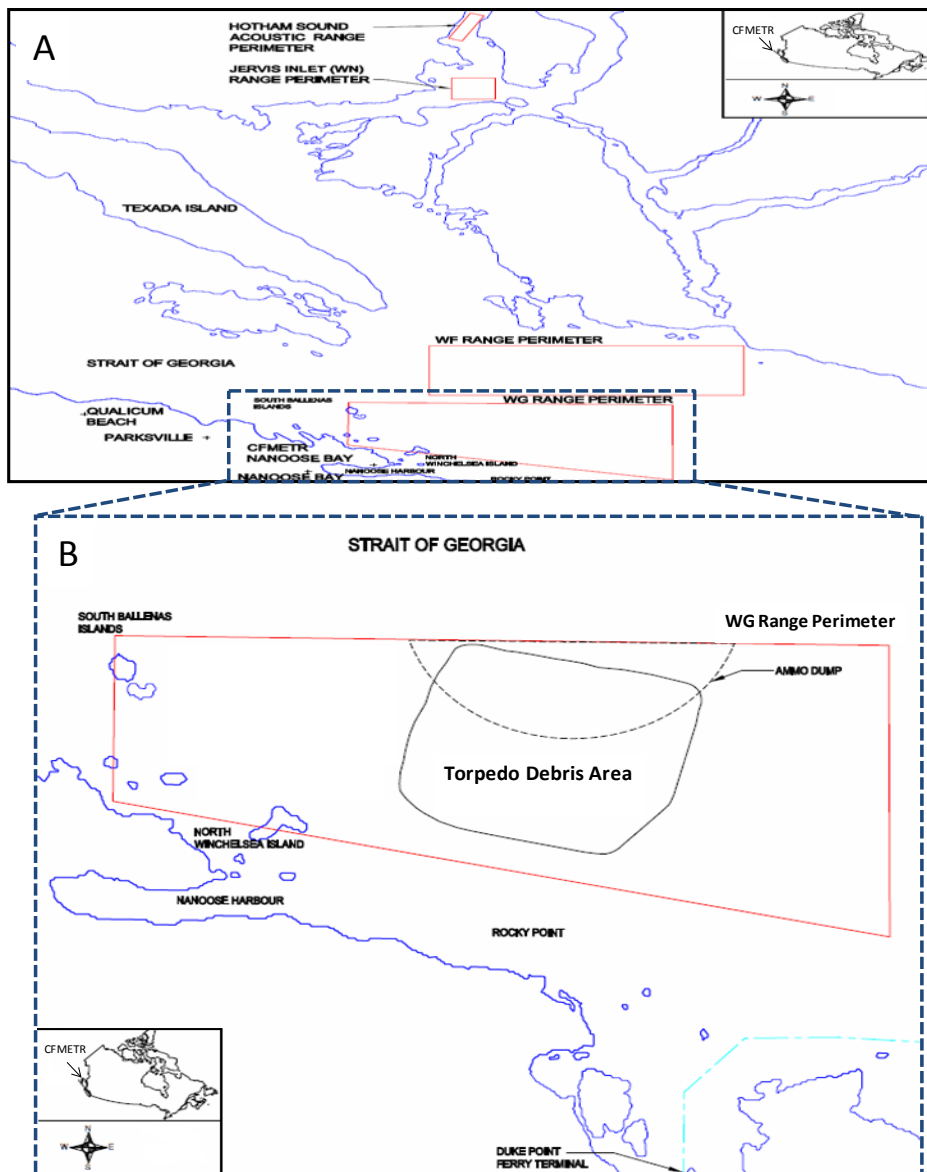 A
HOTHAM SOUND
ACOUSTIC RANGE
PERIMETER
JERVIS INLET (WN)
RANGE PERIIMETER
CFMETR
N
W E
S
TEXADA ISLAND
WF RANGE PERIMETER
STRAIT OF GEORGIA
SOUTH BALLENAS
ISLANDS
WG RANGE PERIMETER
QUALICUM
BEACH
PARKSVILLE
CFMETR
NANOOSE BAY
NORTH
WINCHELSEA ISLAND
NANOOSE HARBOUR
NANOOSE BAY
ROCKY POINT
B
STRAIT OF GEORGIA
SOUTH BALLENAS
ISLANDS
WG Range Perimeter
AMMO DUMP
Torpedo Debris Area
NORTH
WINCHELSEA ISLAND
NANOOSE HARBOUR
ROCKY POINT
CFMETR
N
W E
S
DUKE POINT
FERRY TERMINAL